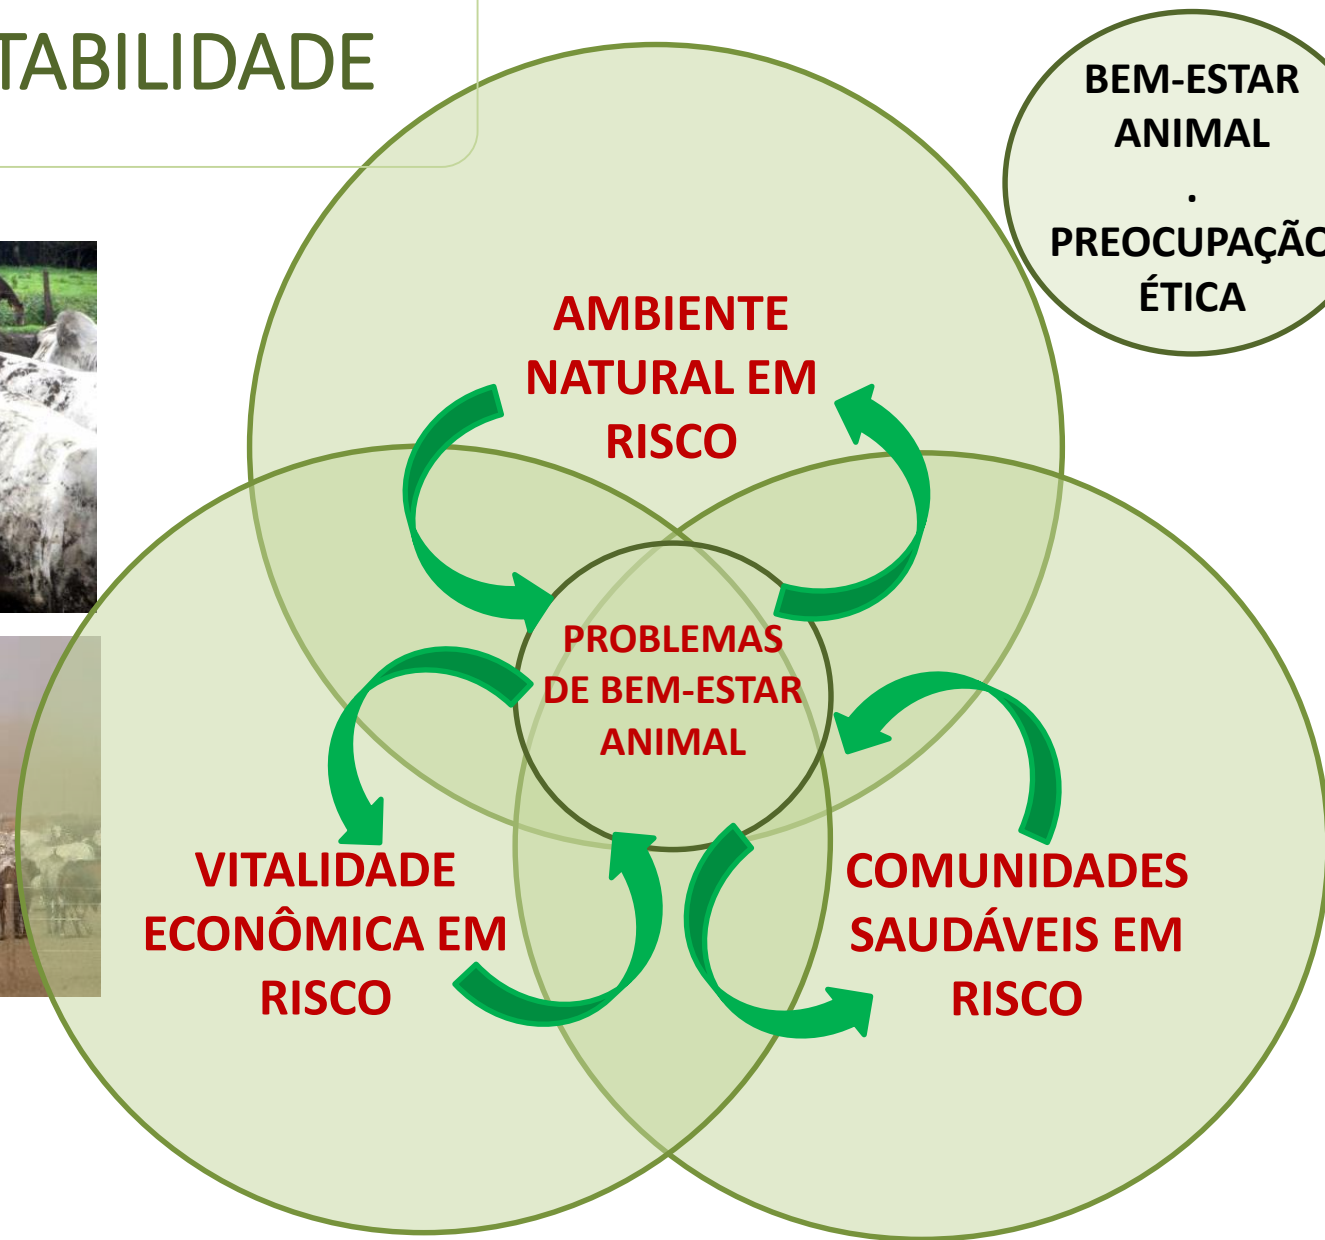 TABILIDADE
BEM-ESTAR
ANIMAL
.
PREOCUPAÇÃO
ÉTICA
AMBIENTE
NATURAL EM
RISCO
PROBLEMAS
DE BEM-ESTAR
ANIMAL
VITALIDADE
ECONÔMICA EM
RISCO
COMUNIDADES
SAUDÁVEIS EM
RISCO